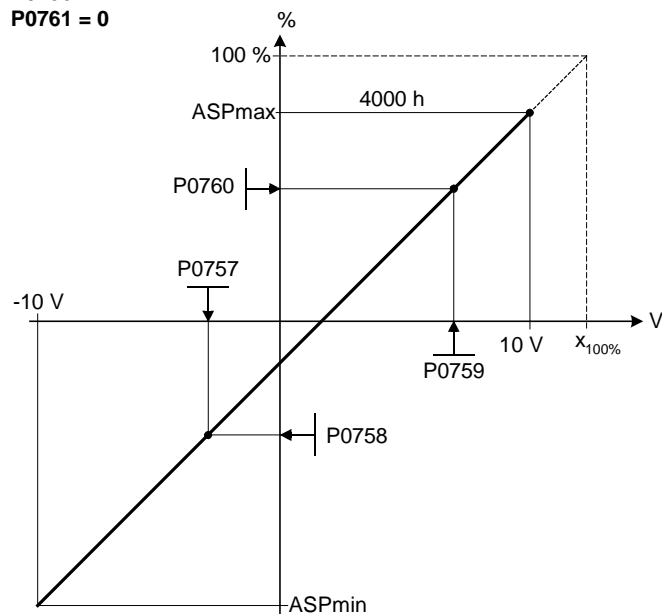 P0761 = 0
%
100 %
ASPmax
4000 h
P0760
P0757
-10 V
V
10 V
x100%
P0759
P0758
ASPmin